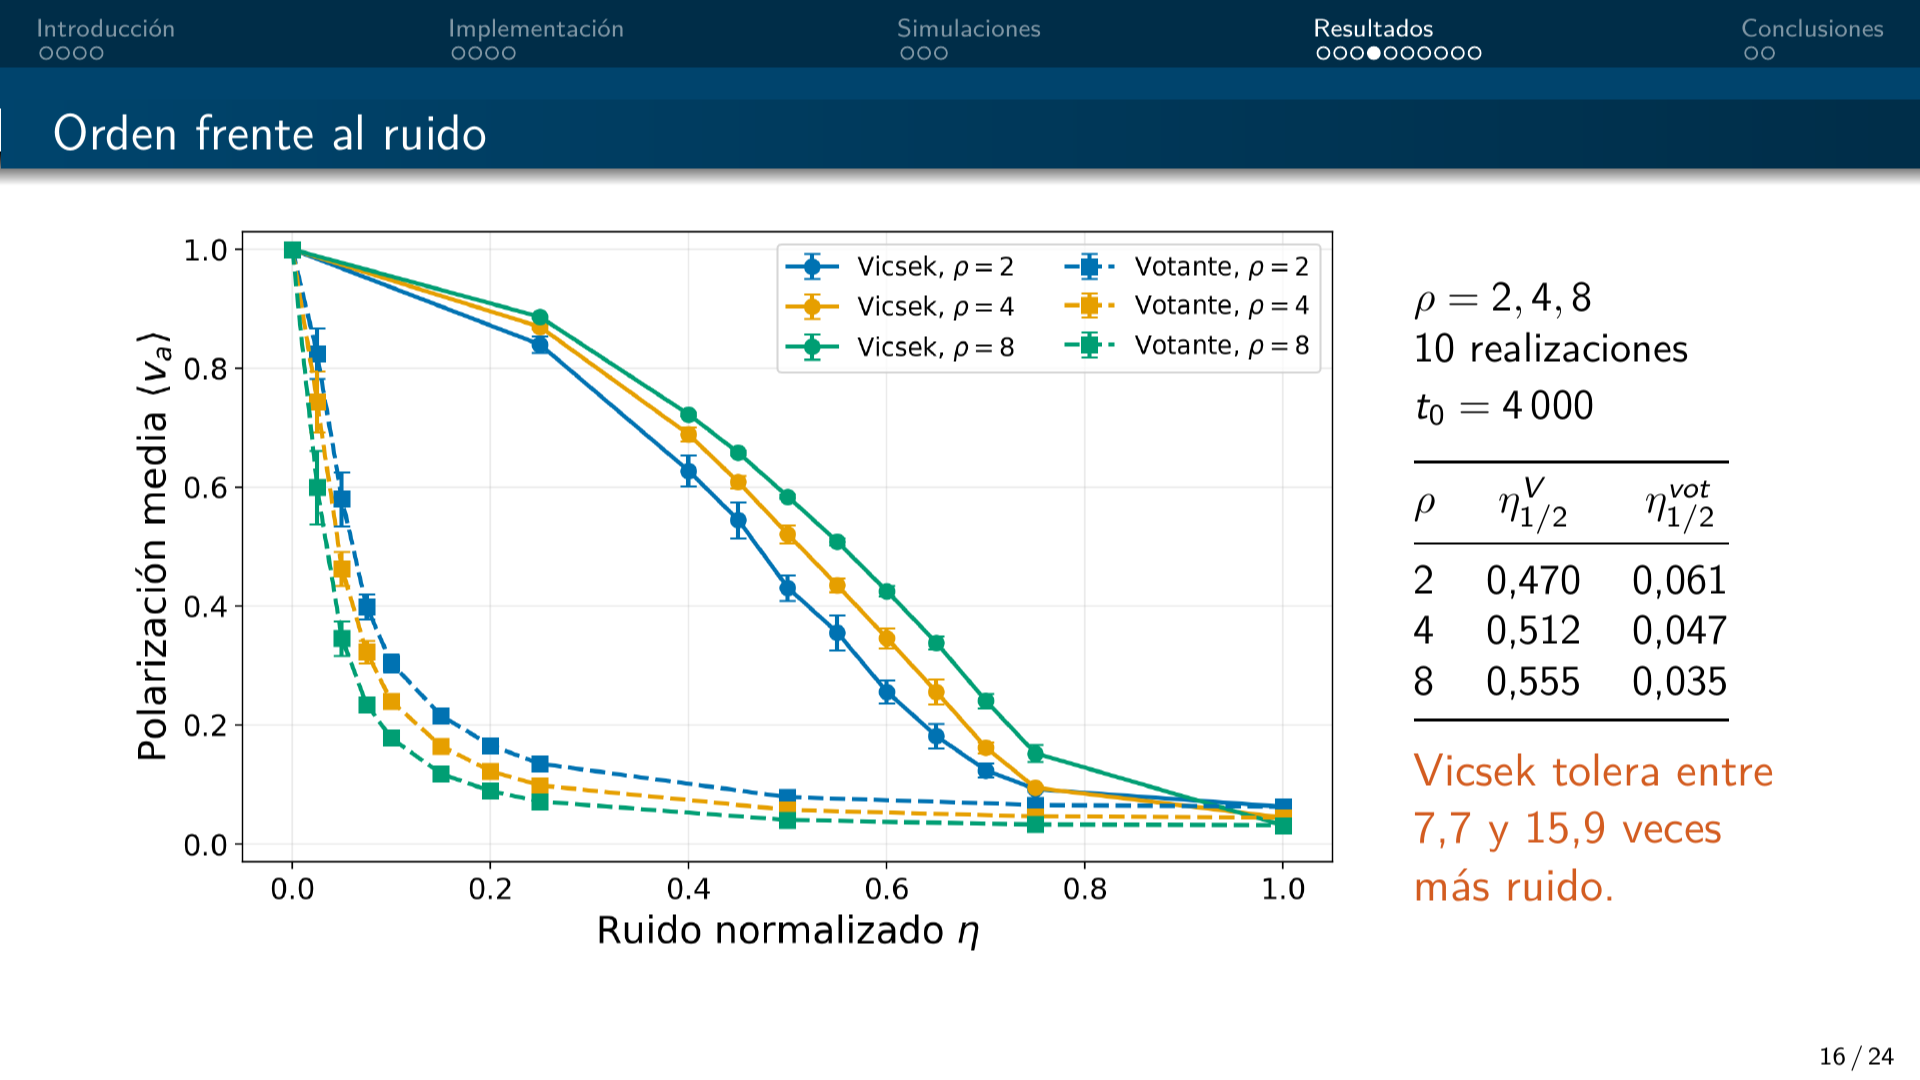 Introducción
Implementación
Simulaciones
Resultados
Conclusiones
Orden frente al ruido
Polarización media ⟨v_a⟩
1.0
0.8
0.6
0.4
0.2
0.0
Vicsek, ρ = 2
Vicsek, ρ = 4
Vicsek, ρ = 8
Votante, ρ = 2
Votante, ρ = 4
Votante, ρ = 8
0.0 0.2 0.4 0.6 0.8 1.0
Ruido normalizado η
ρ = 2, 4, 8
10 realizaciones
t_0 = 4 000
ρ η^V_{1/2} η^{vot}_{1/2}
2 0,470 0,061
4 0,512 0,047
8 0,555 0,035
Vicsek tolera entre
7,7 y 15,9 veces
más ruido.
16 / 24